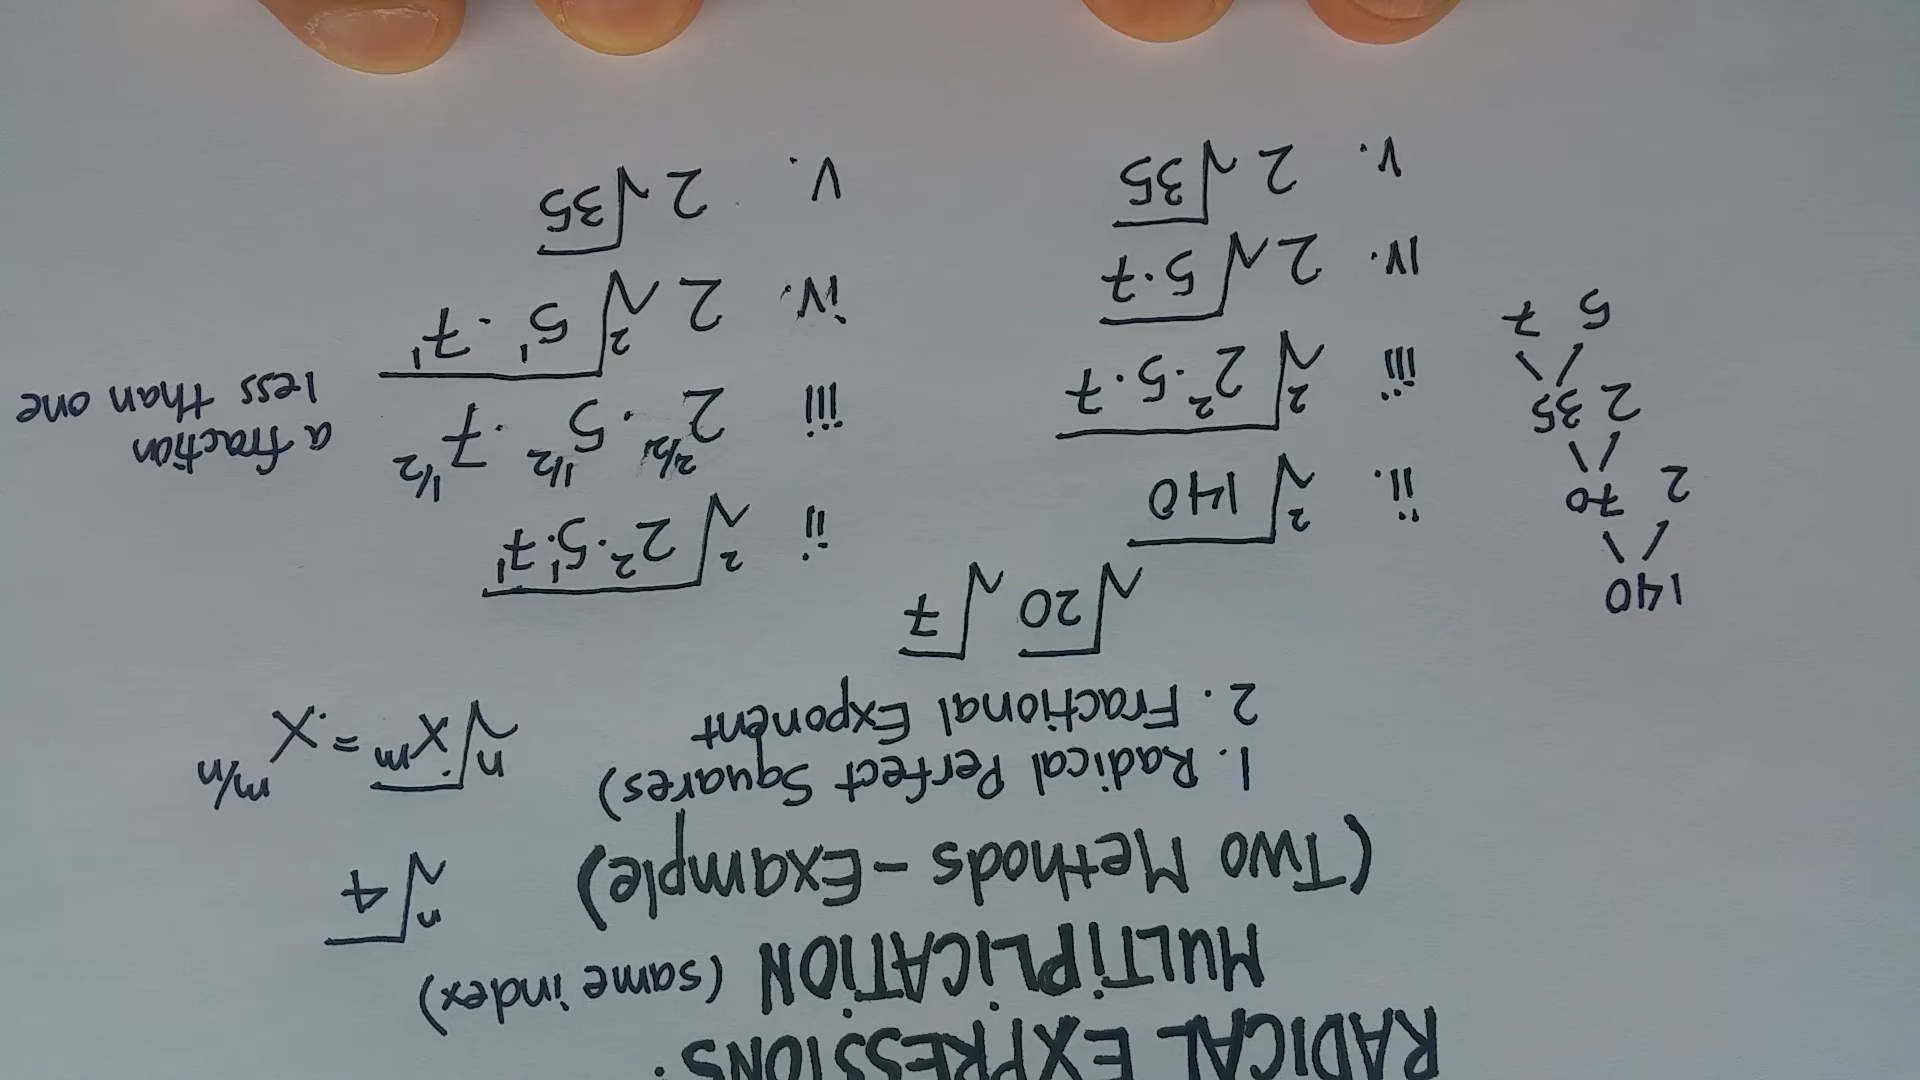 RADICAL EXPRESSIONS:
MULTIPLICATION (same index)
(Two Methods - Example)
ⁿ√4
1. Radical Perfect Squares)
2. Fractional Exponent
ⁿ√xᵐ = x^m/n
√20 √7
140
2 70
2 35
5 7
ii. ²√140
iii ²√2²·5·7
iv. 2√5·7
v. 2√35
ii ²√2²·5¹·7¹
iii 2^2/2 · 5^1/2 · 7^1/2
a fraction
less than one
iv. 2 ²√5¹·7¹
v. 2√35